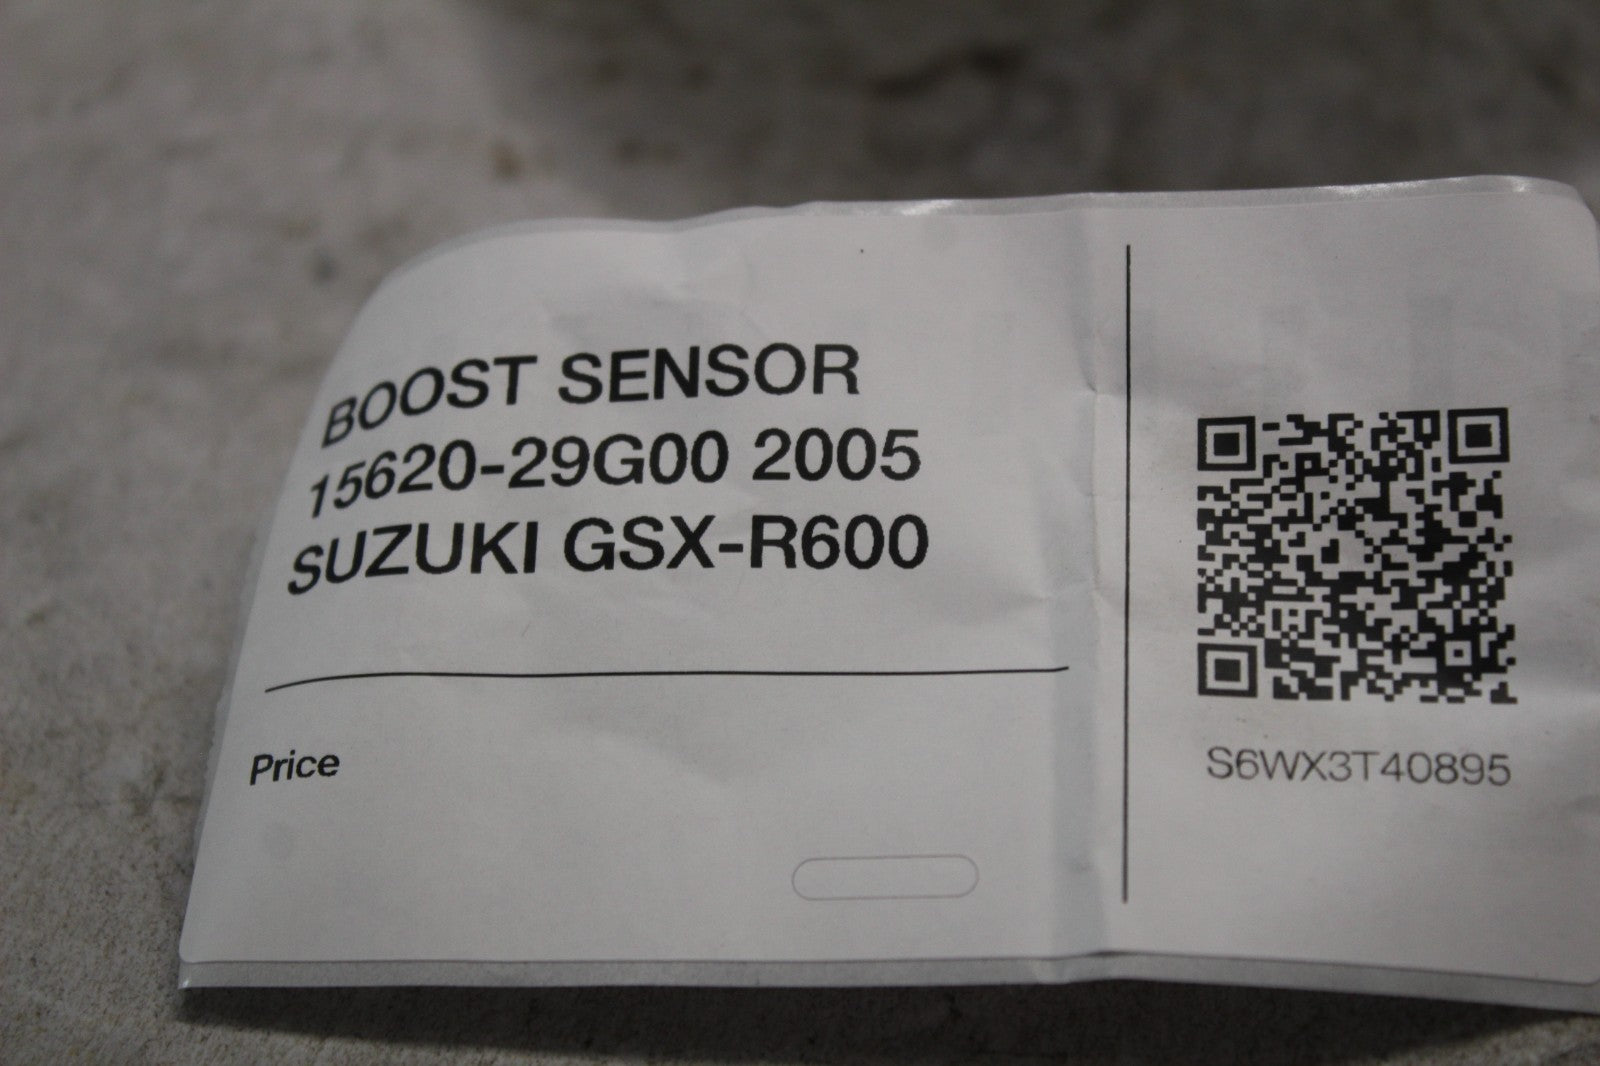 BOOST SENSOR
15620-29G00 2005
SUZUKI GSX-R600
Price
S6WX3T40895